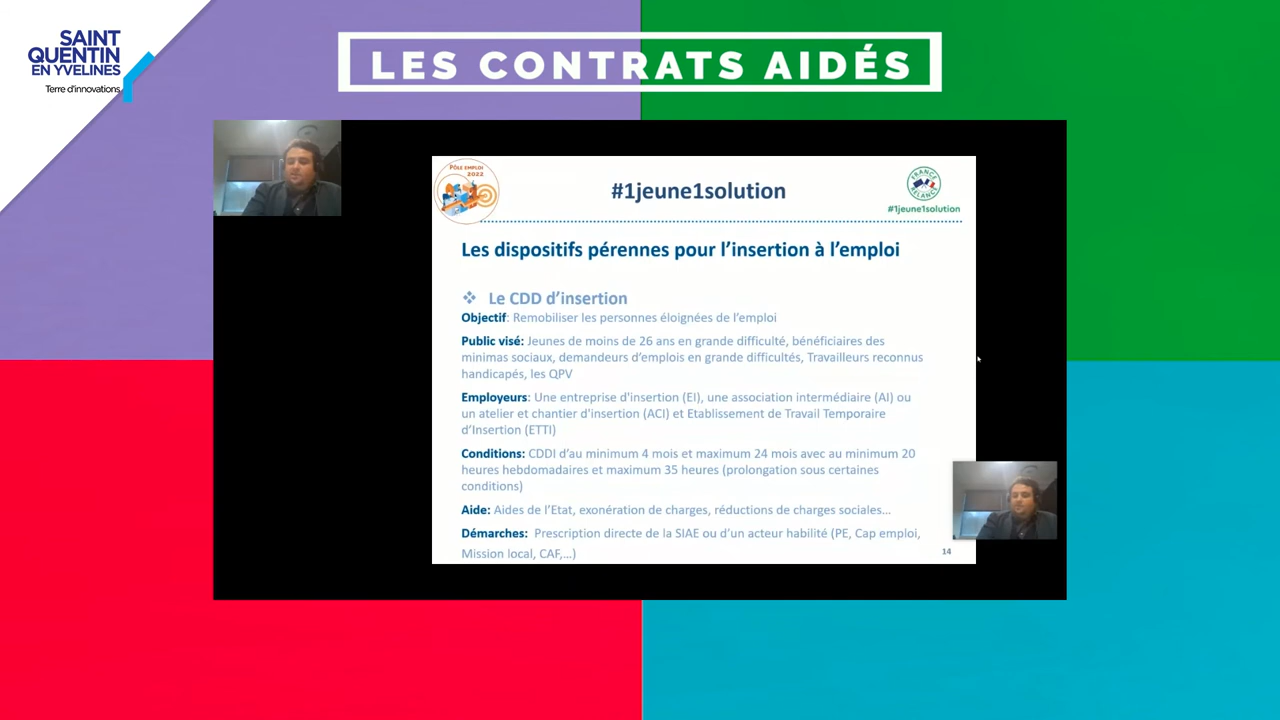 SAINT
QUENTIN
EN YVELINES
Terre d'innovations
LES CONTRATS AIDÉS
PÔLE EMPLOI
2022
#1jeune1solution
FRANCE
RELANCE
#1jeune1solution
Les dispositifs pérennes pour l'insertion à l'emploi
❖ Le CDD d'insertion
Objectif: Remobiliser les personnes éloignées de l'emploi
Public visé: Jeunes de moins de 26 ans en grande difficulté, bénéficiaires des
minimas sociaux, demandeurs d'emplois en grande difficultés, Travailleurs reconnus
handicapés, les QPV
Employeurs: Une entreprise d'insertion (EI), une association intermédiaire (AI) ou
un atelier et chantier d'insertion (ACI) et Etablissement de Travail Temporaire
d'Insertion (ETTI)
Conditions: CDDI d'au minimum 4 mois et maximum 24 mois avec au minimum 20
heures hebdomadaires et maximum 35 heures (prolongation sous certaines
conditions)
Aide: Aides de l'Etat, exonération de charges, réductions de charges sociales...
Démarches: Prescription directe de la SIAE ou d'un acteur habilité (PE, Cap emploi,
Mission local, CAF,...)
14